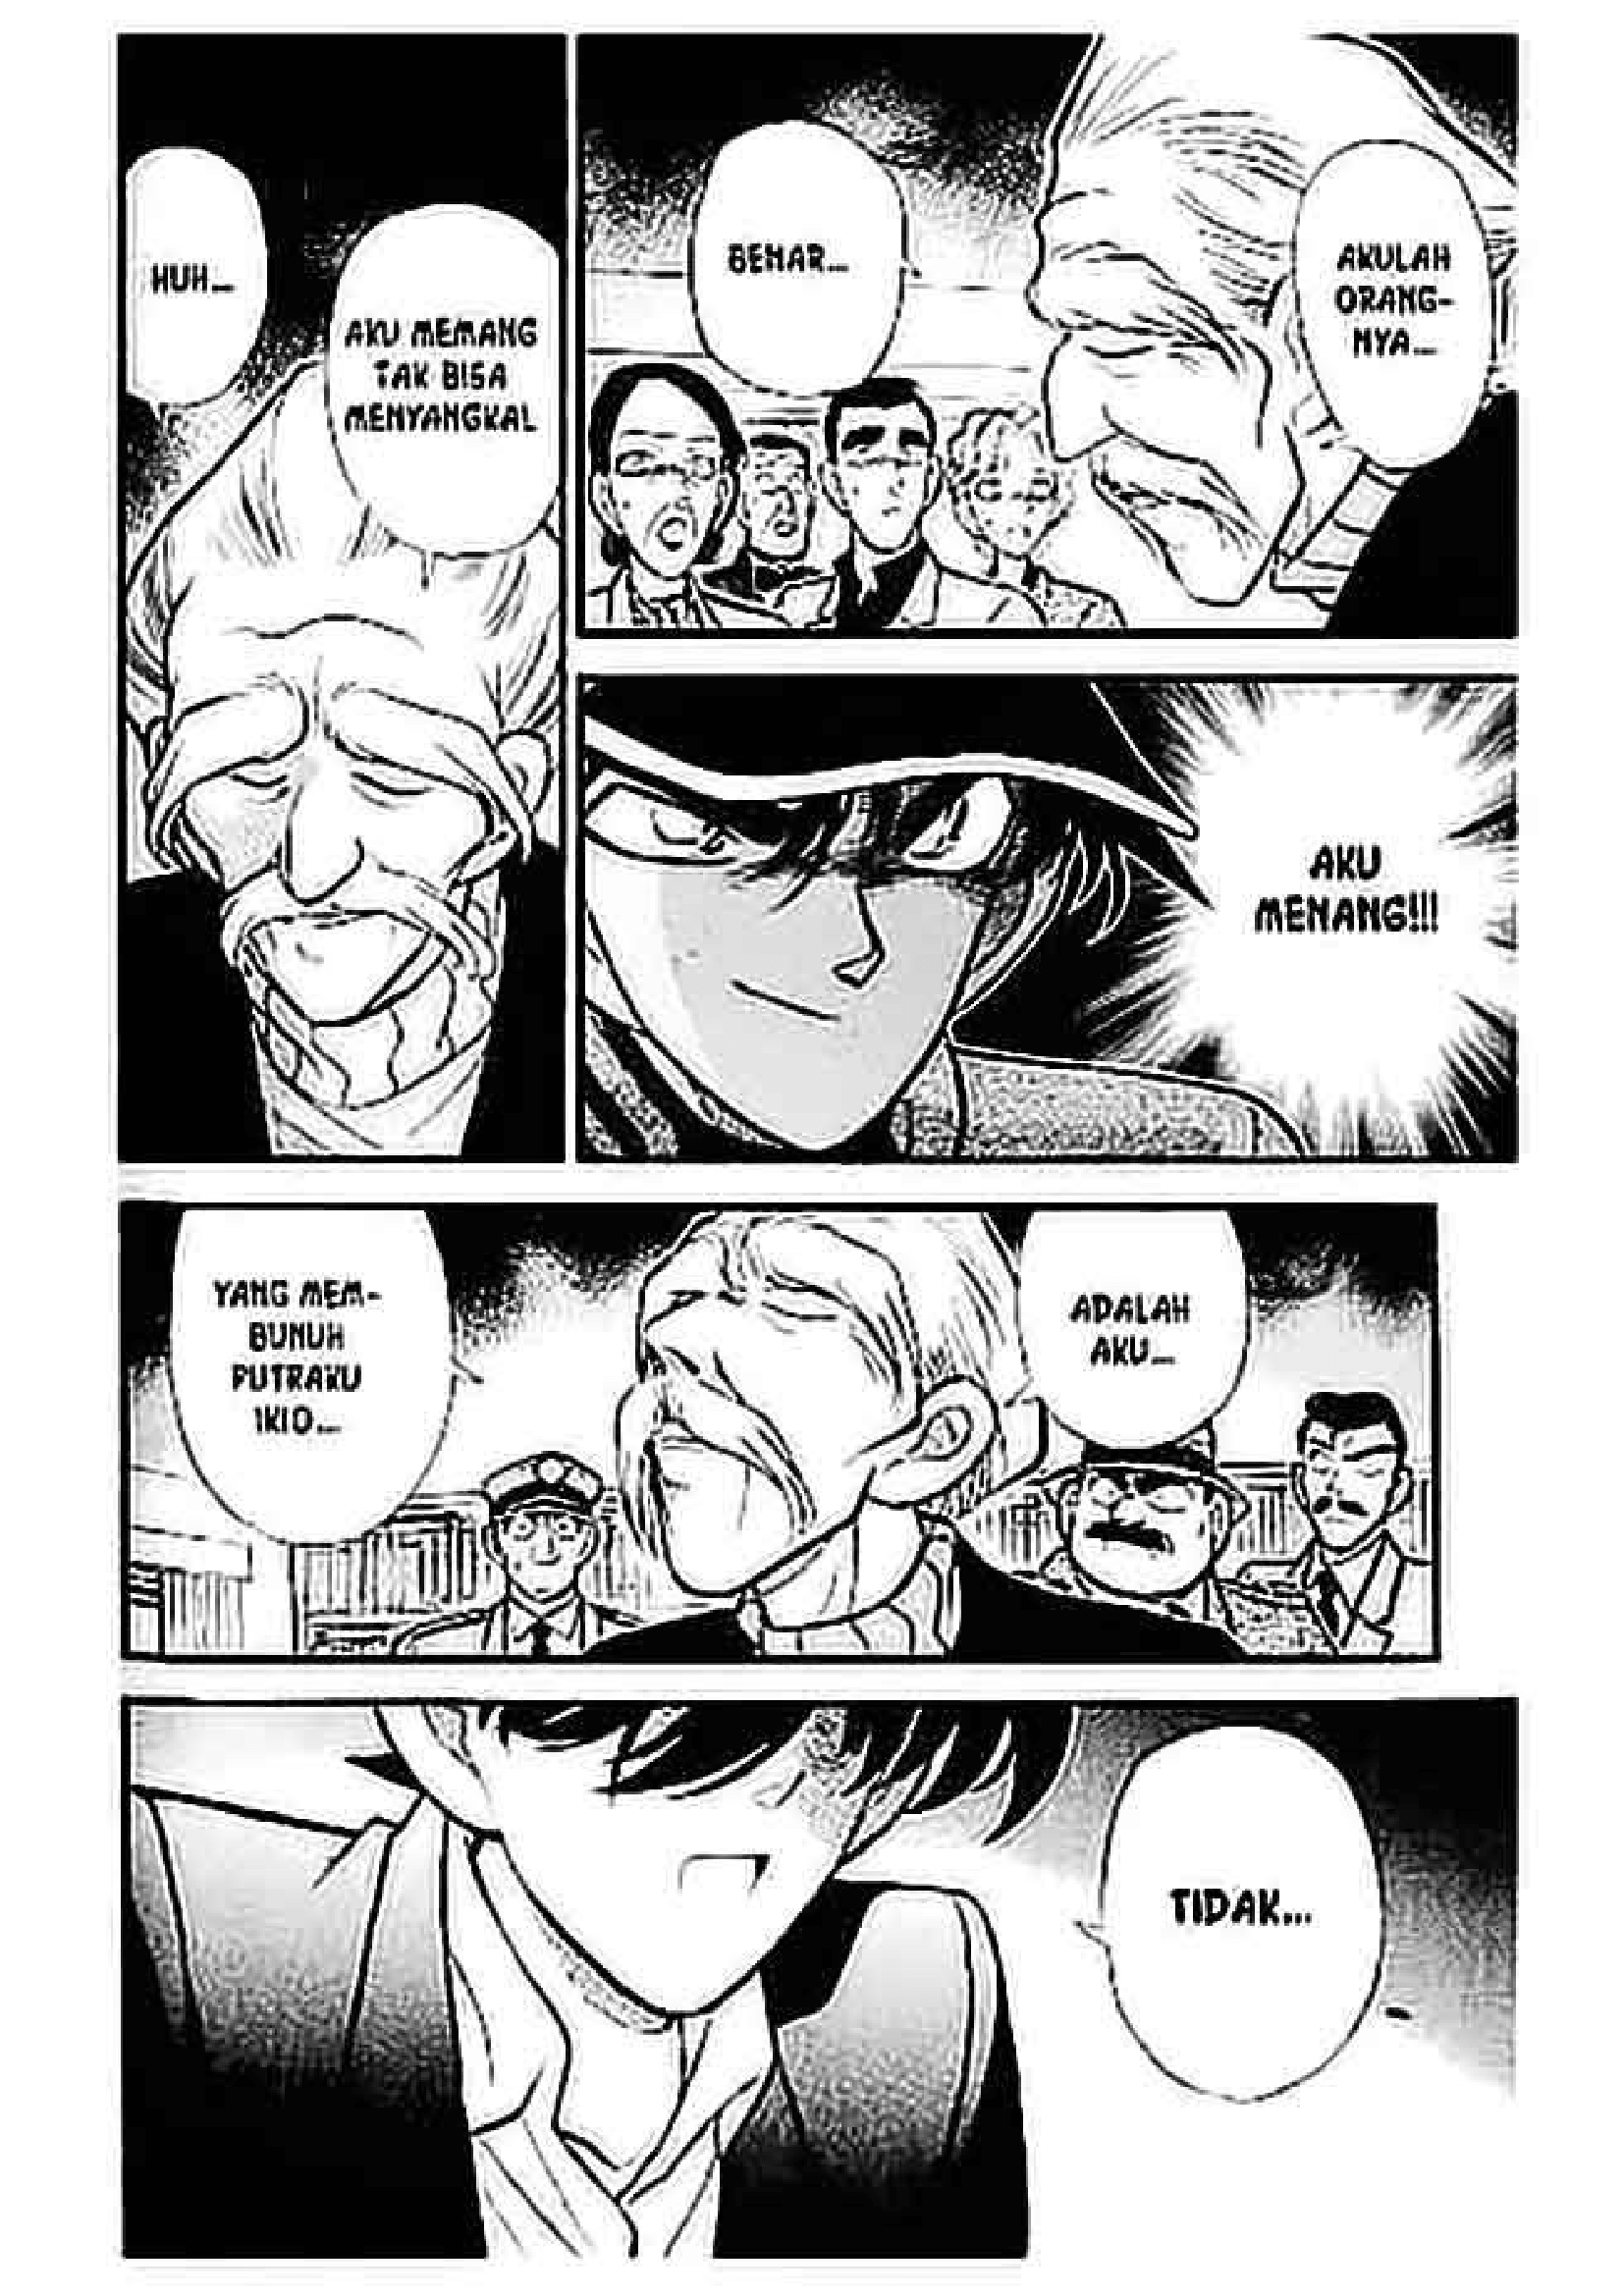 HUH...
AKU MEMANG
TAK BISA
MENYANGKAL
BENAR...
AKULAH
ORANG-
NYA...
AKU
MENANG!!!
YANG MEM-
BUNUH
PUTRAKU
IKIO...
ADALAH
AKU...
TIDAK...